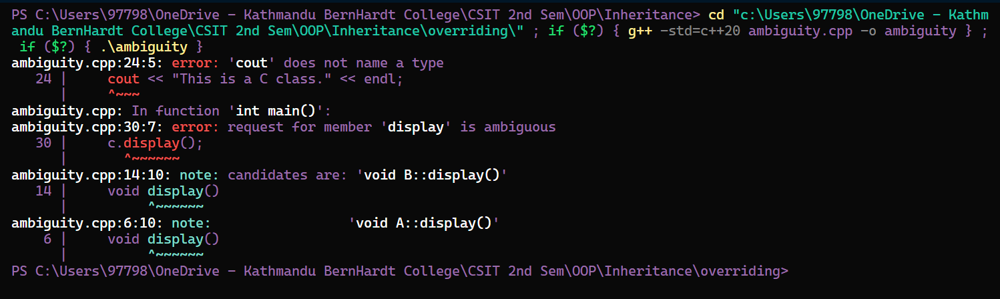 PS C:\Users\97798\OneDrive - Kathmandu BernHardt College\CSIT 2nd Sem\OOP\Inheritance> cd "c:\Users\97798\OneDrive - Kathm
andu BernHardt College\CSIT 2nd Sem\OOP\Inheritance\overriding\" ; if ($?) { g++ -std=c++20 ambiguity.cpp -o ambiguity } ;
 if ($?) { .\ambiguity }
ambiguity.cpp:24:5: error: 'cout' does not name a type
   24 |     cout << "This is a C class." << endl;
      |     ^~~~
ambiguity.cpp: In function 'int main()':
ambiguity.cpp:30:7: error: request for member 'display' is ambiguous
   30 |     c.display();
      |       ^~~~~~~
ambiguity.cpp:14:10: note: candidates are: 'void B::display()'
   14 |     void display()
      |          ^~~~~~~
ambiguity.cpp:6:10: note:                 'void A::display()'
    6 |     void display()
      |          ^~~~~~~
PS C:\Users\97798\OneDrive - Kathmandu BernHardt College\CSIT 2nd Sem\OOP\Inheritance\overriding>